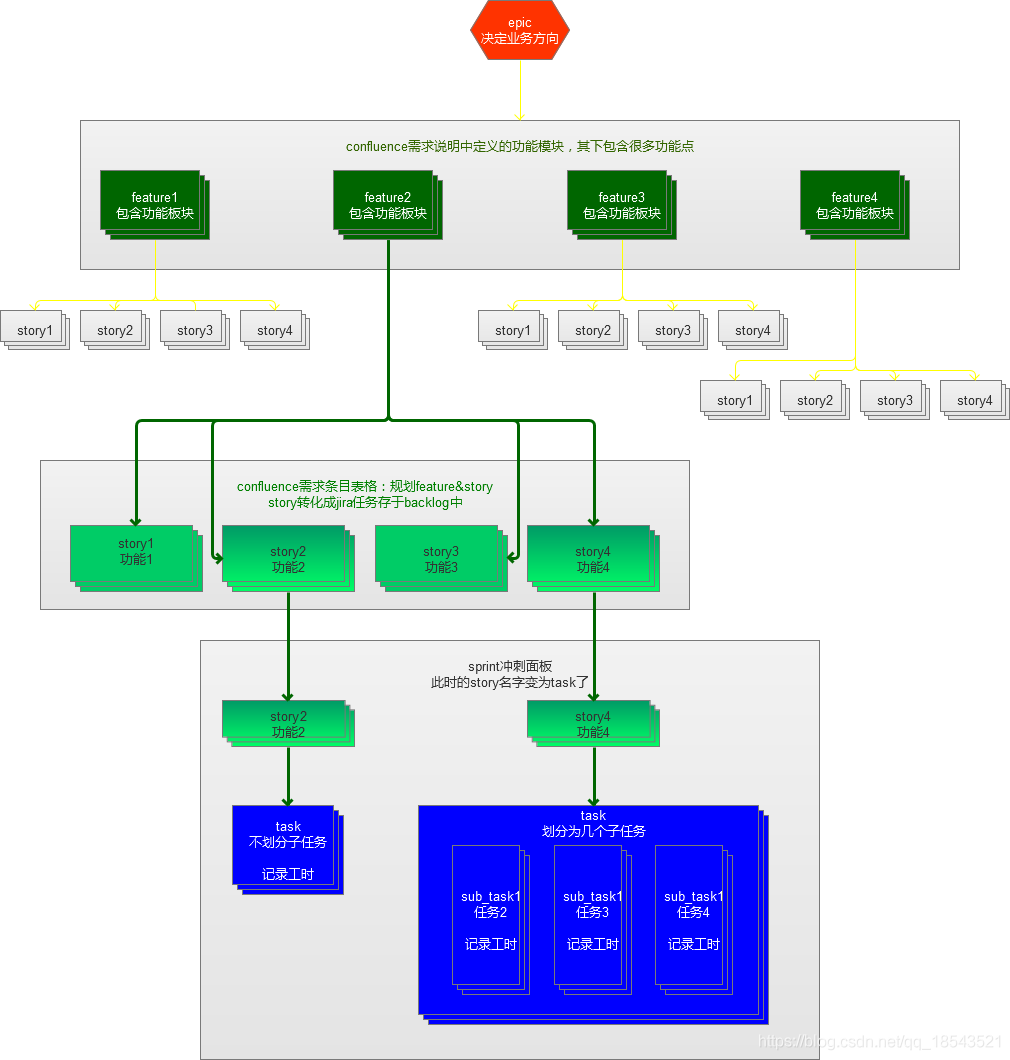 epic
决定业务方向
confluence需求说明中定义的功能模块，其下包含很多功能点
feature1
包含功能板块
feature2
包含功能板块
feature3
包含功能板块
feature4
包含功能板块
story1
story2
story3
story4
story1
story2
story3
story4
story1
story2
story3
story4
confluence需求条目表格：规划feature&story
story转化成jira任务存于backlog中
story1
功能1
story2
功能2
story3
功能3
story4
功能4
sprint冲刺面板
此时的story名字变为task了
story2
功能2
story4
功能4
task
不划分子任务
记录工时
task
划分为几个子任务
sub_task1
任务2
记录工时
sub_task1
任务3
记录工时
sub_task1
任务4
记录工时
https://blog.csdn.net/qq_18543521